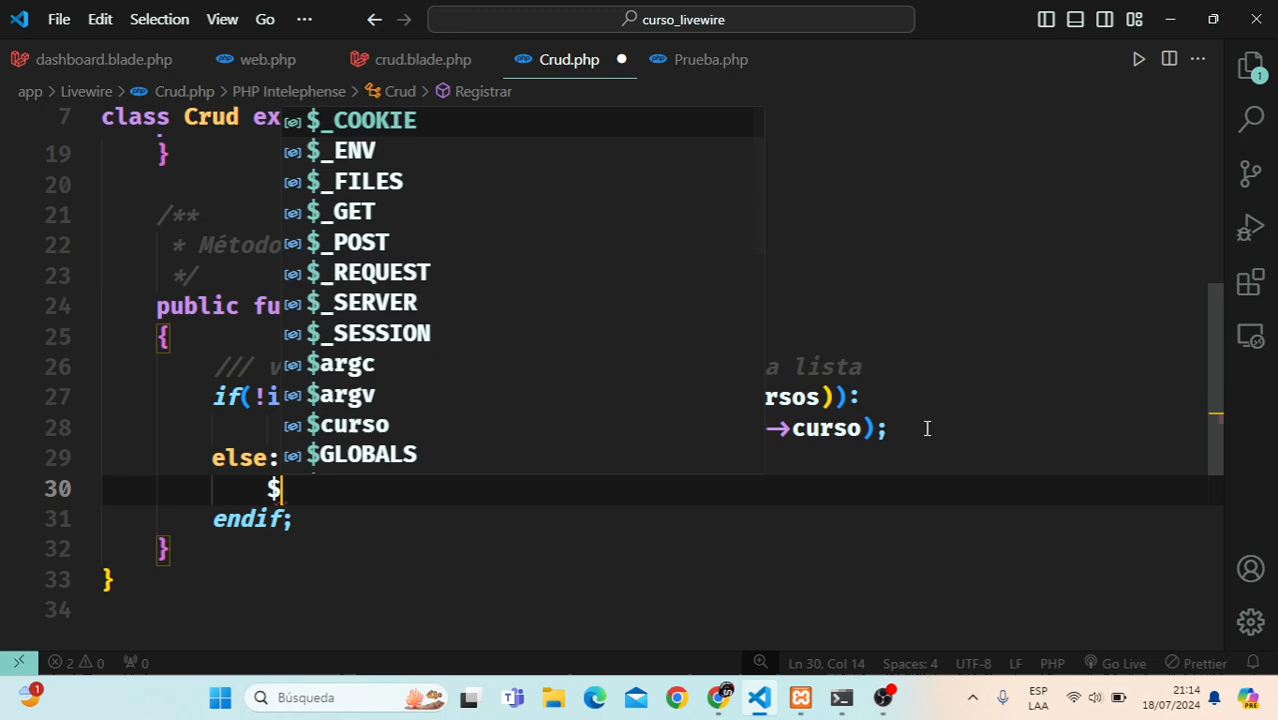 File Edit Selection View Go ··· curso_livewire
dashboard.blade.php web.php crud.blade.php Crud.php Prueba.php
app > Livewire > Crud.php > PHP Intelephense > Crud > Registrar
7 class Crud ex
19 }
20
21 /**
22 * Método
23 */
24 public fu
25 {
26 /// v a lista
27 if(!i rsos)):
28 ->curso);
29 else:
30 $
31 endif;
32 }
33 }
34
$_COOKIE
$_ENV
$_FILES
$_GET
$_POST
$_REQUEST
$_SERVER
$_SESSION
$argc
$argv
$curso
$GLOBALS
1
2 0 0 Ln 30, Col 14 Spaces: 4 UTF-8 LF PHP Go Live Prettier
1 Búsqueda ESP LAA 21:14 18/07/2024 PRE